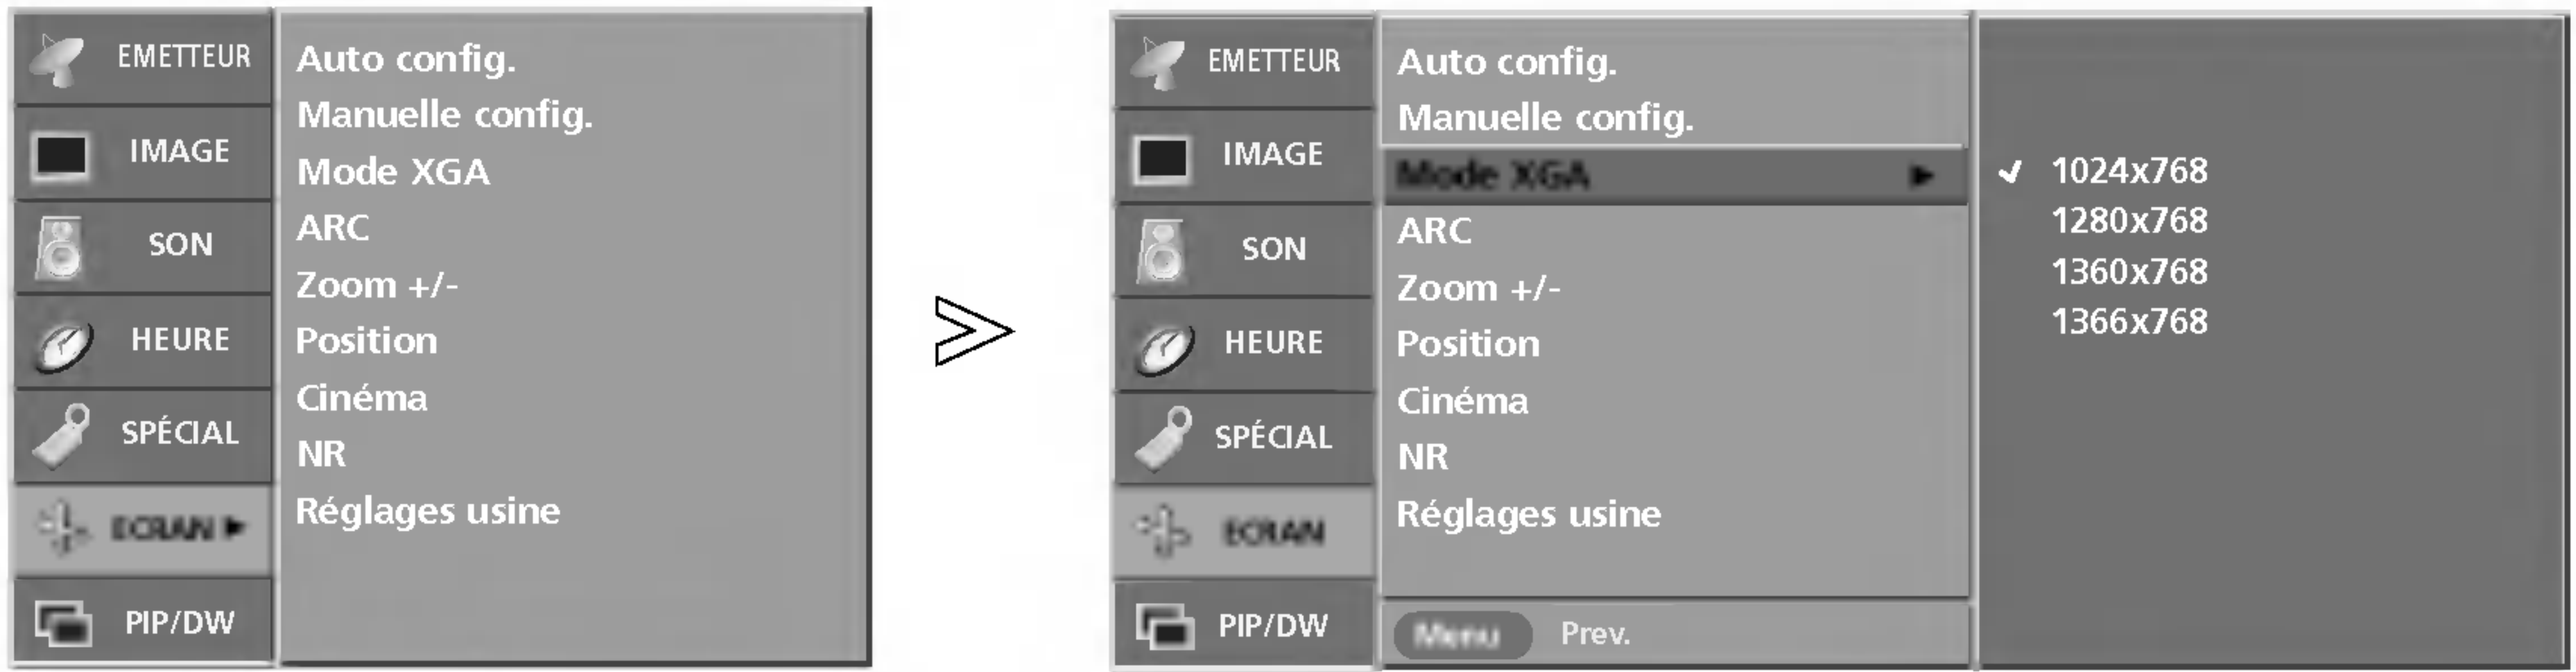 EMETTEUR
IMAGE
SON
HEURE
SPÉCIAL
ECRAN
PIP/DW
Auto config.
Manuelle config.
Mode XGA
ARC
Zoom +/-
Position
Cinéma
NR
Réglages usine
EMETTEUR
IMAGE
SON
HEURE
SPÉCIAL
ECRAN
PIP/DW
Auto config.
Manuelle config.
Mode XGA
ARC
Zoom +/-
Position
Cinéma
NR
Réglages usine
Menu Prev.
1024x768
1280x768
1360x768
1366x768